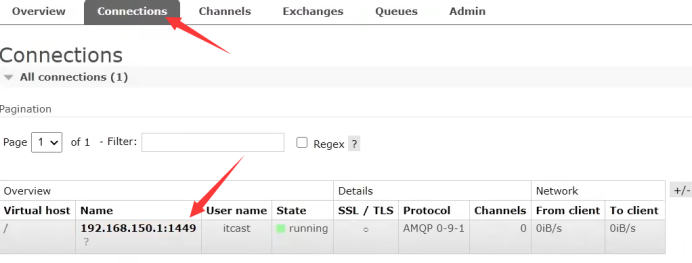 Overview Connections Channels Exchanges Queues Admin
Connections
All connections (1)
Pagination
Page 1 of 1 - Filter: Regex ?
Overview Details Network +/-
Virtual host Name User name State SSL / TLS Protocol Channels From client To client
/ 192.168.150.1:1449 itcast running ○ AMQP 0-9-1 0 0iB/s 0iB/s
?